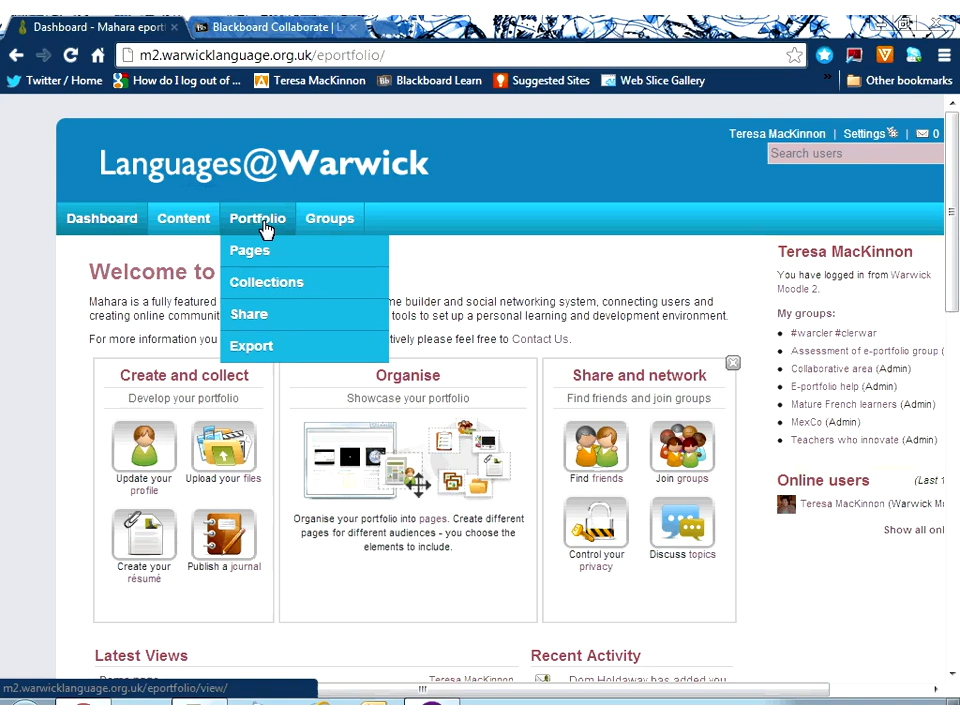 Dashboard - Mahara eport
Blackboard Collaborate | L
m2.warwicklanguage.org.uk/eportfolio/
Twitter / Home
How do I log out of ...
Teresa MacKinnon
Blackboard Learn
Suggested Sites
Web Slice Gallery
»
Other bookmarks
Teresa MacKinnon | Settings | 0
Languages@Warwick
Search users
Dashboard
Content
Portfolio
Groups
Pages
Collections
Share
Export
Welcome to
Mahara is a fully featured me builder and social networking system, connecting users and
creating online communit tools to set up a personal learning and development environment.
For more information you tively please feel free to Contact Us.
Create and collect
Develop your portfolio
Update your
profile
Upload your files
Create your
résumé
Publish a journal
Organise
Showcase your portfolio
Organise your portfolio into pages. Create different
pages for different audiences - you choose the
elements to include.
Share and network
Find friends and join groups
Find friends
Join groups
Control your
privacy
Discuss topics
Teresa MacKinnon
You have logged in from Warwick
Moodle 2.
My groups:
#warcler #clerwar
Assessment of e-portfolio group (
Collaborative area (Admin)
E-portfolio help (Admin)
Mature French learners (Admin)
MexCo (Admin)
Teachers who innovate (Admin)
Online users
(Last 1
Teresa MacKinnon (Warwick Mo
Show all onl
Latest Views
Recent Activity
Teresa MacKinnon
Dom Holdaway has added you
m2.warwicklanguage.org.uk/eportfolio/view/